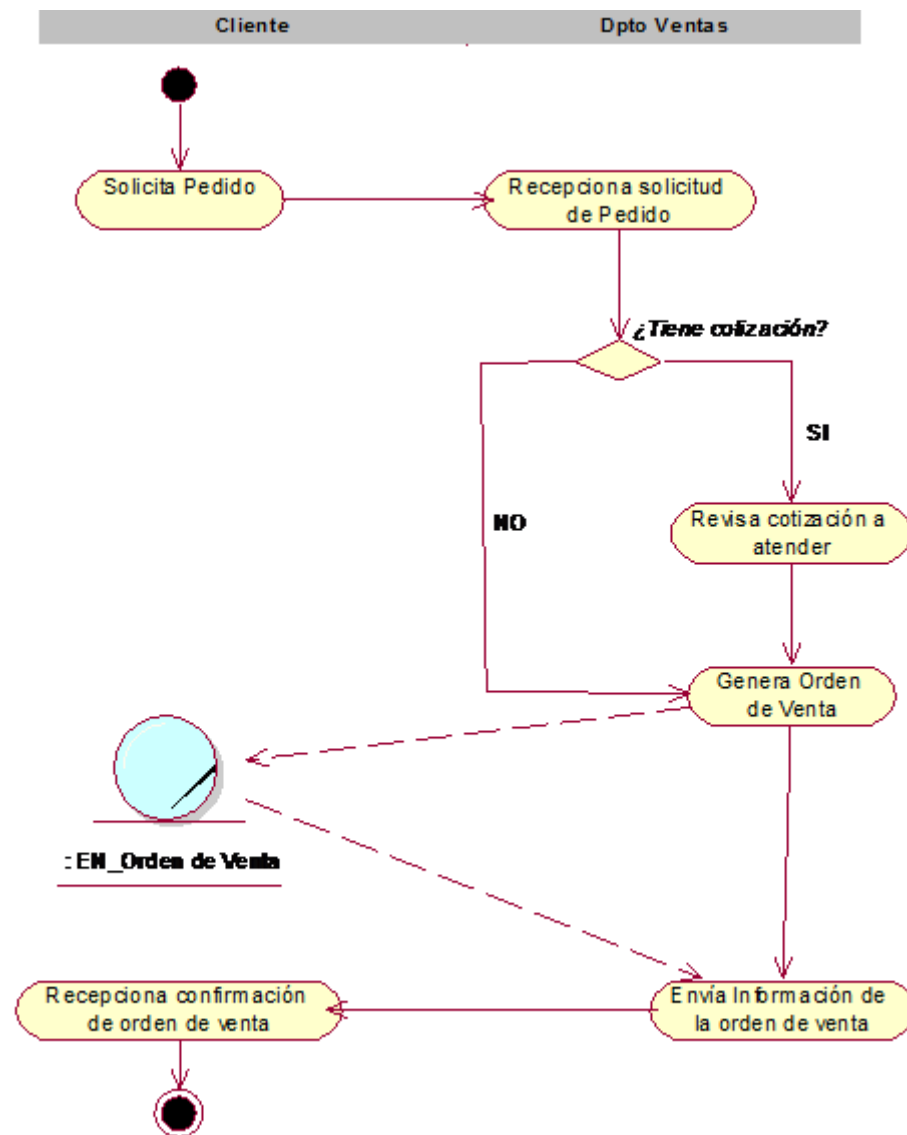 Cliente
Dpto Ventas
Solicita Pedido
Recepciona solicitud
de Pedido
¿Tiene cotización?
SI
NO
Revisa cotización a
atender
Genera Orden
de Venta
: EN_Orden de Venta
Recepciona confirmación
de orden de venta
Envía Información de
la orden de venta